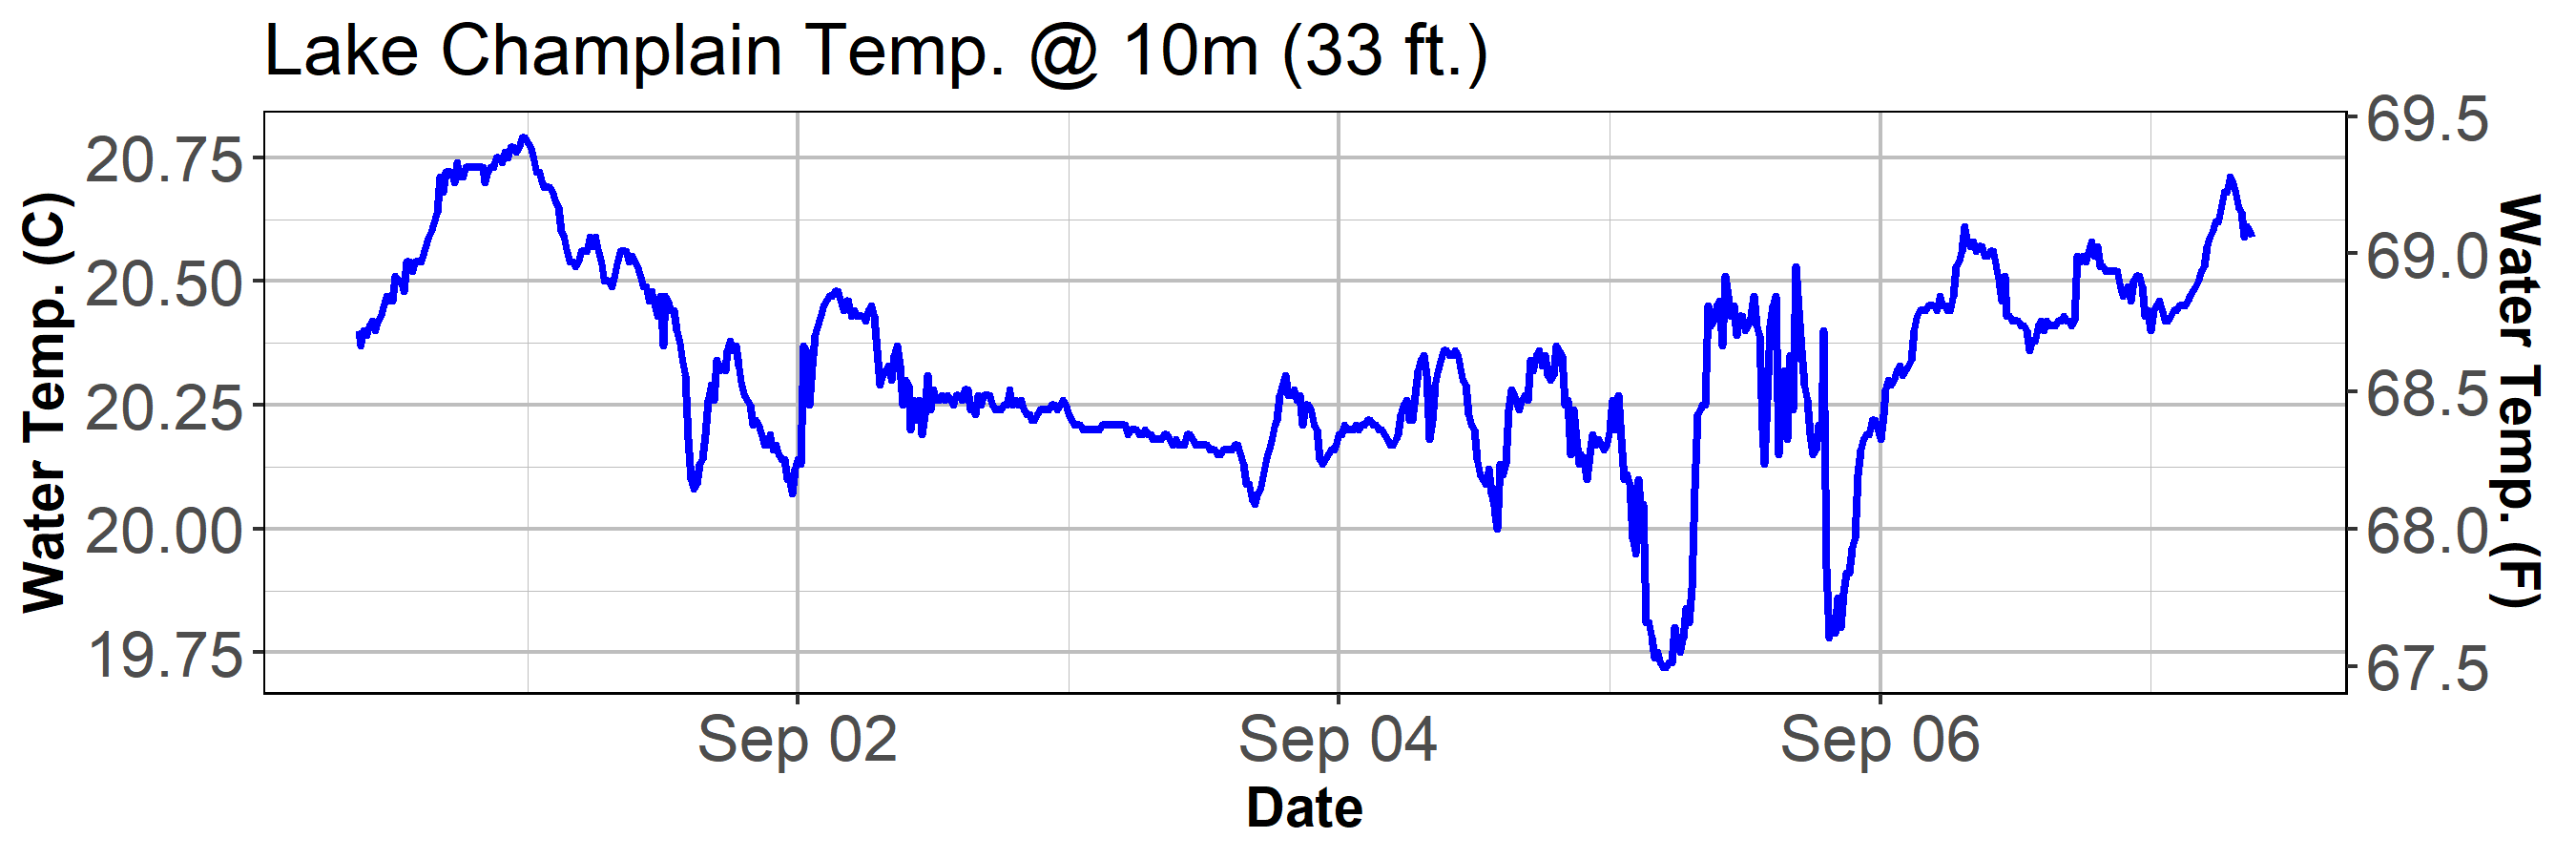 Lake Champlain Temp. @ 10m (33 ft.)
Water Temp. (C)
20.75
20.50
20.25
20.00
19.75
69.5
69.0
68.5
68.0
67.5
Water Temp. (F)
Sep 02
Sep 04
Sep 06
Date